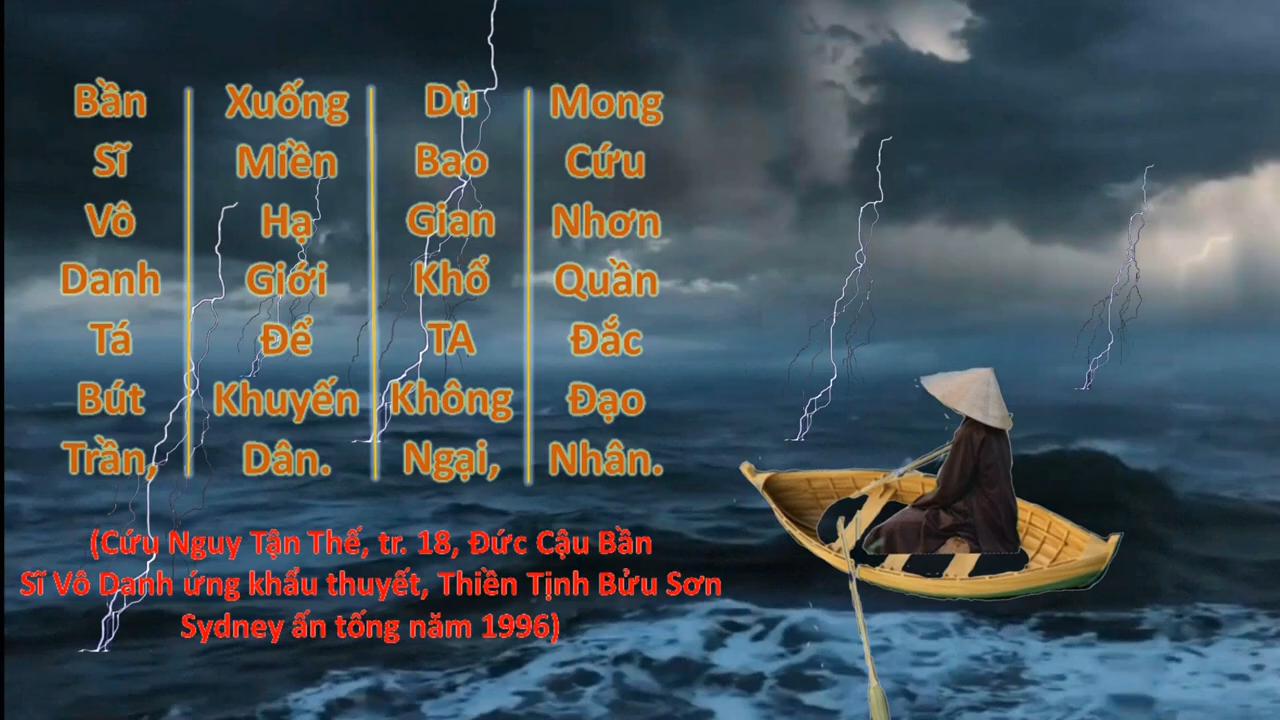 Bần Sĩ Vô Danh Tá Bút Trần,
Xuống Miền Hạ Giới Để Khuyến Dân.
Dù Bao Gian Khổ TA Không Ngại,
Mong Cứu Nhơn Quần Đắc Đạo Nhân.
(Cứu Nguy Tận Thế, tr. 18, Đức Cậu Bần
Sĩ Vô Danh ứng khẩu thuyết, Thiền Tịnh Bửu Sơn
Sydney ấn tống năm 1996)